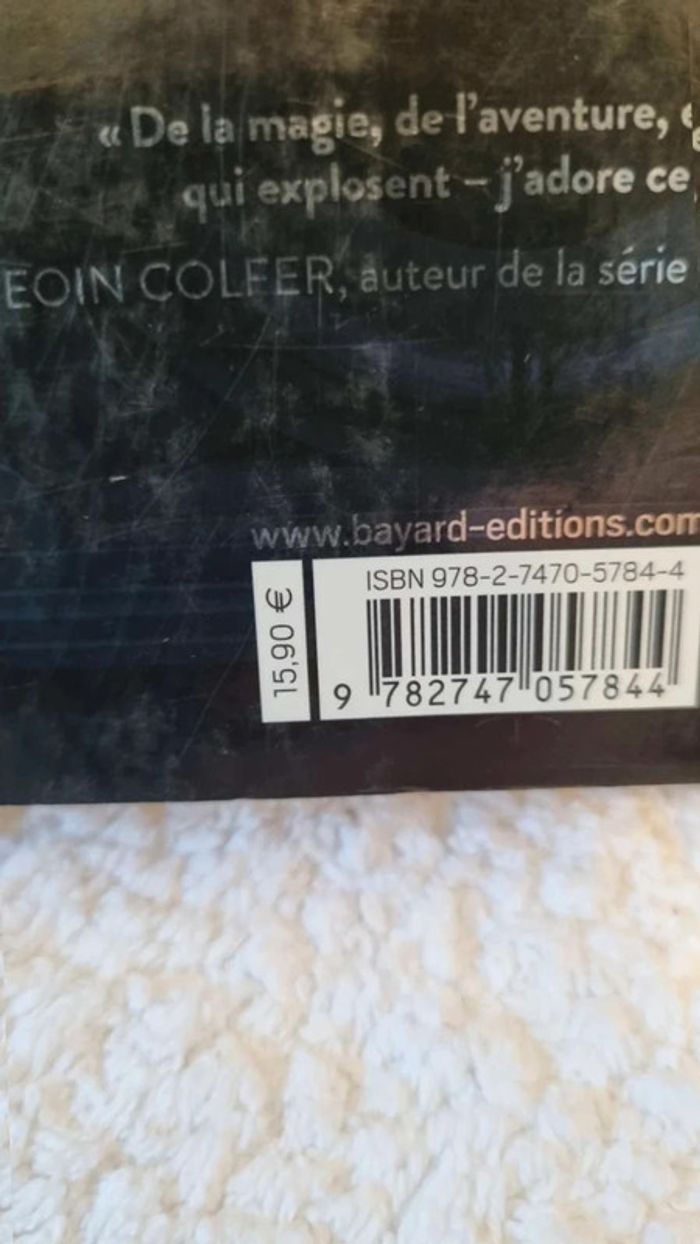 « De la magie, de l'aventure,
qui explosent – j'adore ce
EOIN COLFER, auteur de la série
www.bayard-editions.com
15,90 €
ISBN 978-2-7470-5784-4
9 782747 057844